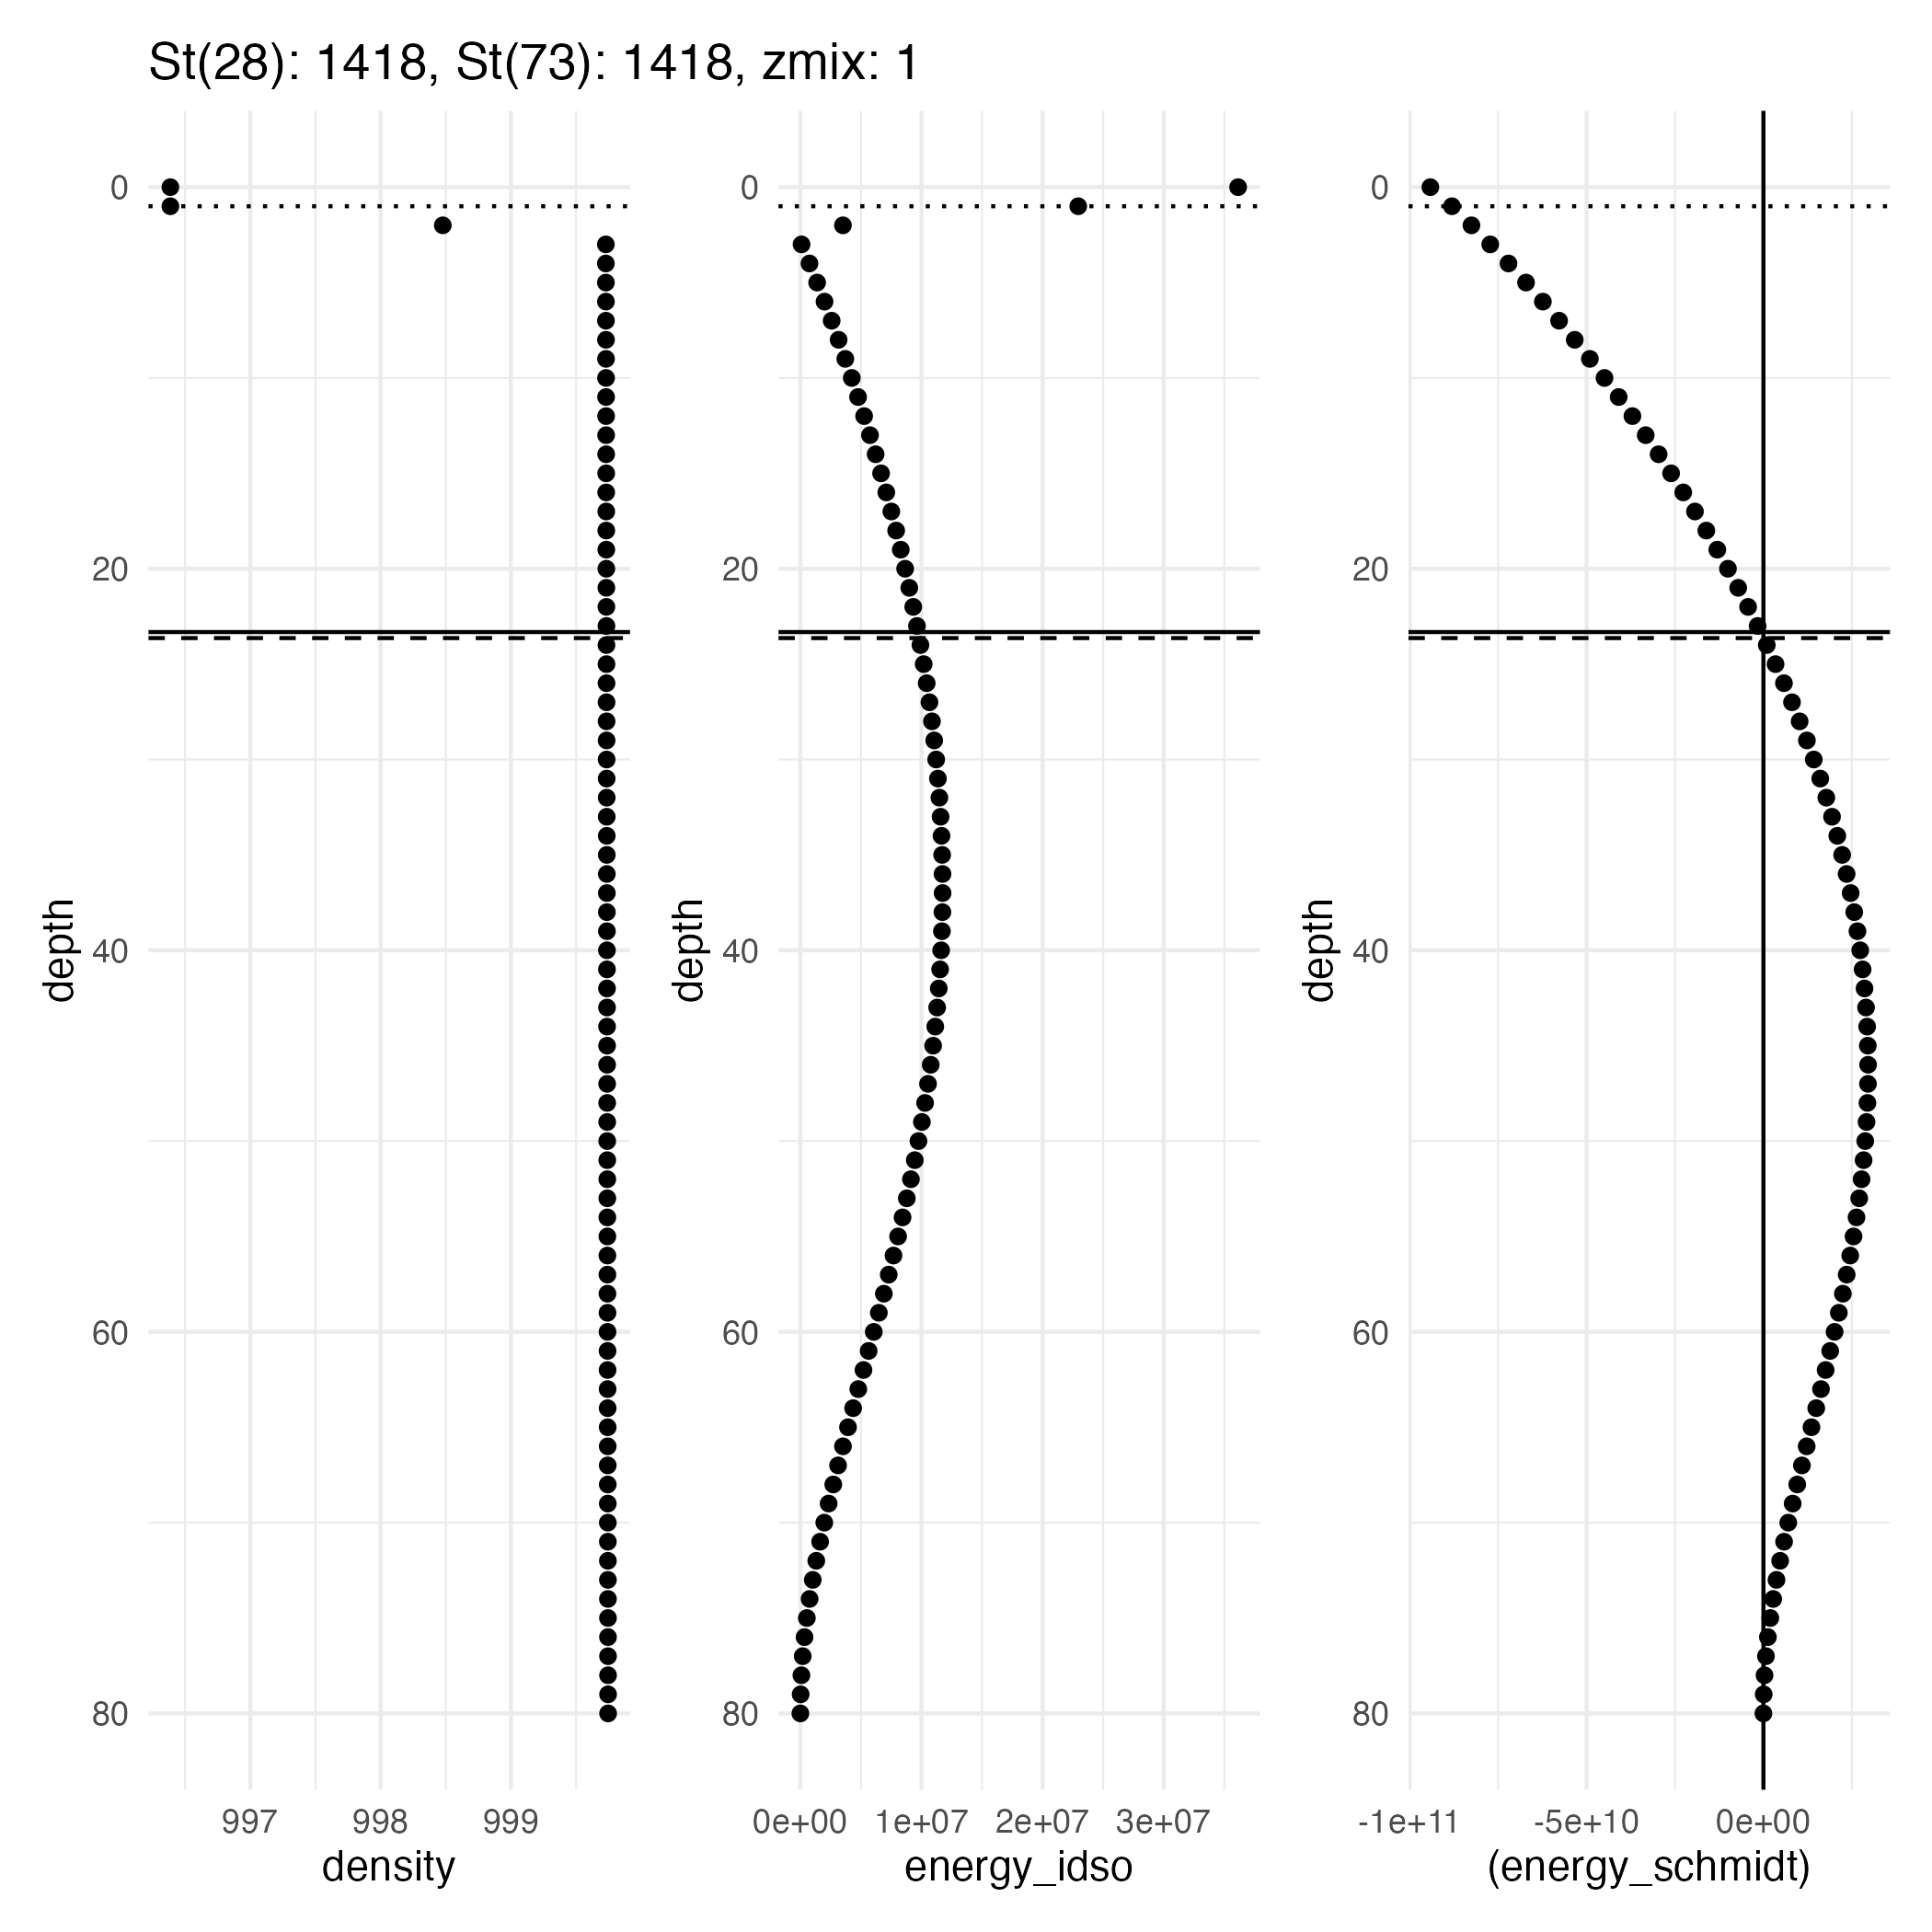 St(28): 1418, St(73): 1418, zmix: 1
0
20
40
60
80
depth
997 998 999
density
0
20
40
60
80
depth
0e+00 1e+07 2e+07 3e+07
energy_idso
0
20
40
60
80
depth
-1e+11 -5e+10 0e+00
(energy_schmidt)